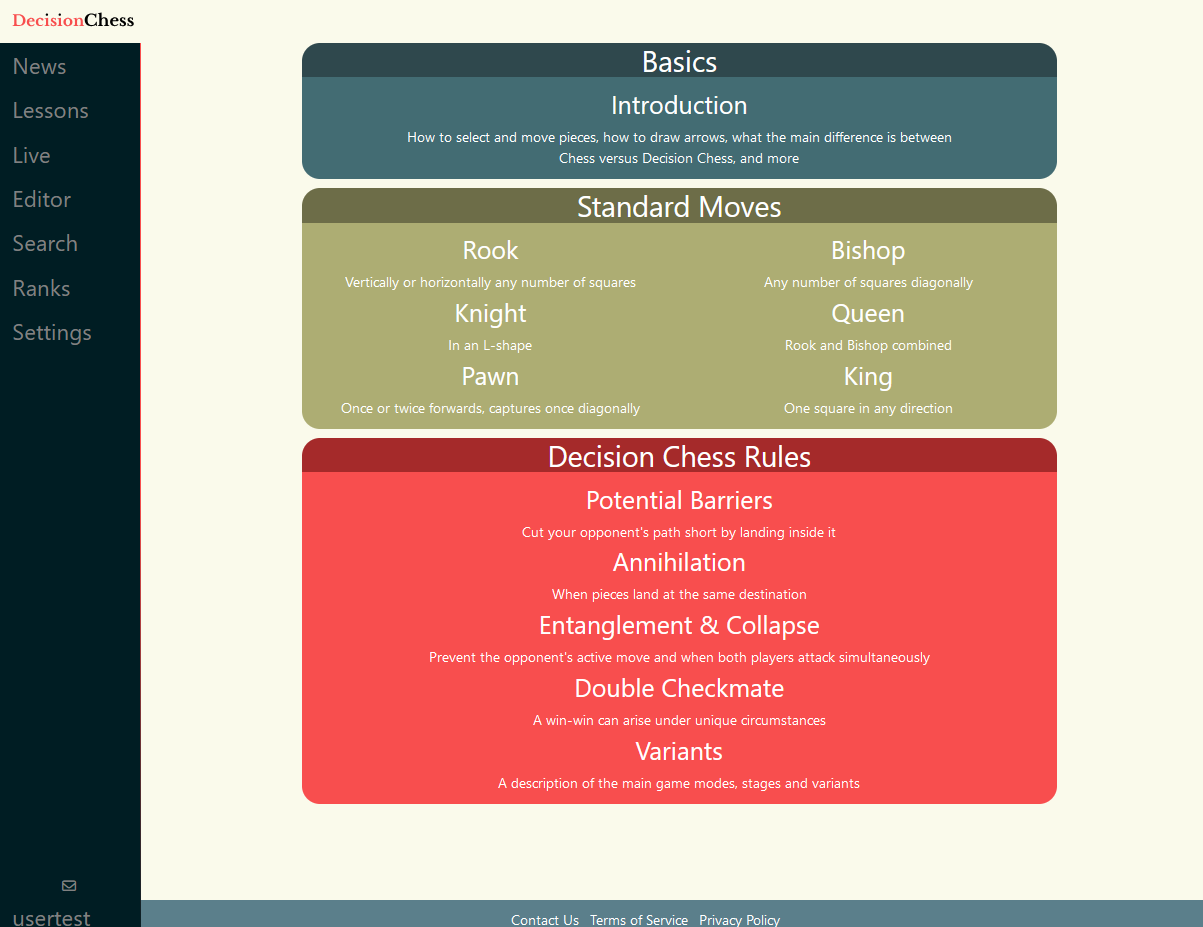 DecisionChess
News
Lessons
Live
Editor
Search
Ranks
Settings
usertest
Basics
Introduction
How to select and move pieces, how to draw arrows, what the main difference is between
Chess versus Decision Chess, and more
Standard Moves
Rook
Vertically or horizontally any number of squares
Bishop
Any number of squares diagonally
Knight
In an L-shape
Queen
Rook and Bishop combined
Pawn
Once or twice forwards, captures once diagonally
King
One square in any direction
Decision Chess Rules
Potential Barriers
Cut your opponent's path short by landing inside it
Annihilation
When pieces land at the same destination
Entanglement & Collapse
Prevent the opponent's active move and when both players attack simultaneously
Double Checkmate
A win-win can arise under unique circumstances
Variants
A description of the main game modes, stages and variants
Contact Us Terms of Service Privacy Policy